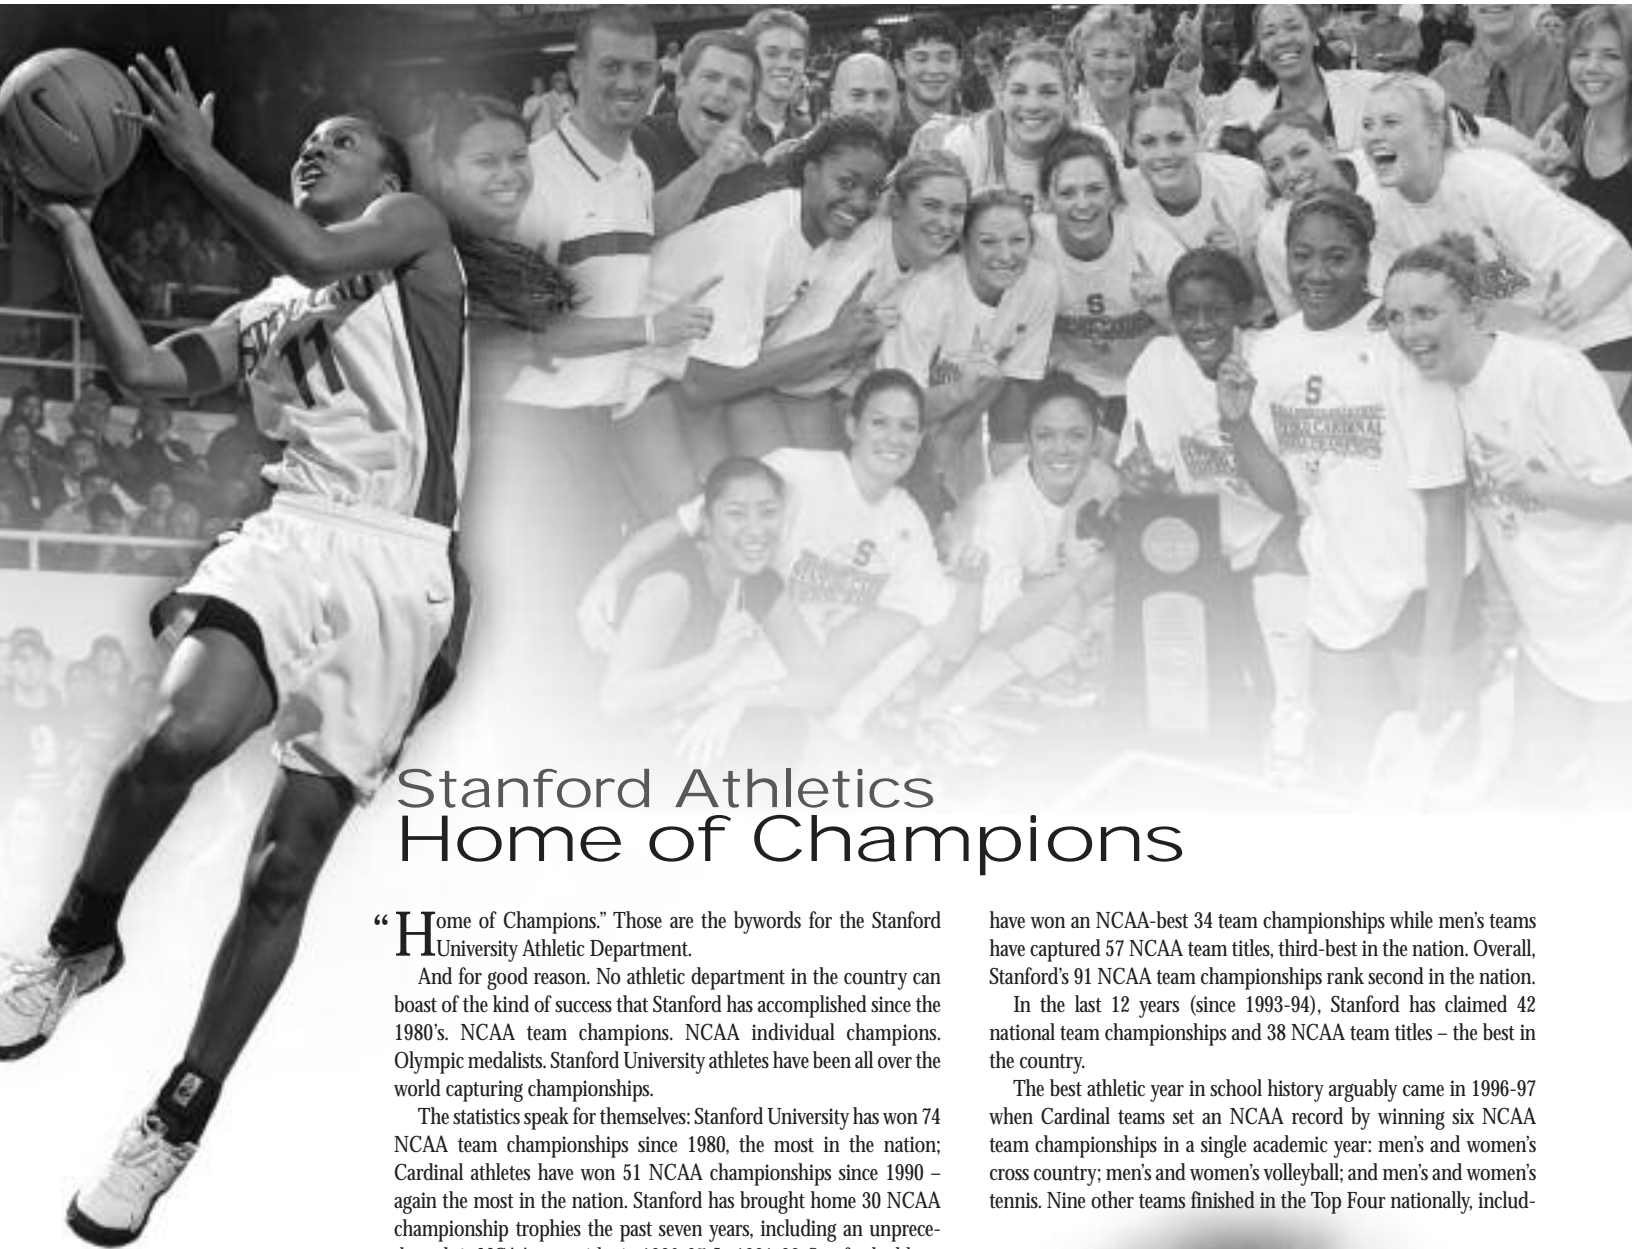 Stanford Athletics
Home of Champions
“Home of Champions.” Those are the bywords for the Stanford
University Athletic Department.
And for good reason. No athletic department in the country can
boast of the kind of success that Stanford has accomplished since the
1980’s. NCAA team champions. NCAA individual champions.
Olympic medalists. Stanford University athletes have been all over the
world capturing championships.
The statistics speak for themselves: Stanford University has won 74
NCAA team championships since 1980, the most in the nation;
Cardinal athletes have won 51 NCAA championships since 1990 –
again the most in the nation. Stanford has brought home 30 NCAA
championship trophies the past seven years, including an unprece-
have won an NCAA-best 34 team championships while men’s teams
have captured 57 NCAA team titles, third-best in the nation. Overall,
Stanford’s 91 NCAA team championships rank second in the nation.
In the last 12 years (since 1993-94), Stanford has claimed 42
national team championships and 38 NCAA team titles – the best in
the country.
The best athletic year in school history arguably came in 1996-97
when Cardinal teams set an NCAA record by winning six NCAA
team championships in a single academic year: men’s and women’s
cross country; men’s and women’s volleyball; and men’s and women’s
tennis. Nine other teams finished in the Top Four nationally, includ-
11
S
S
S
9